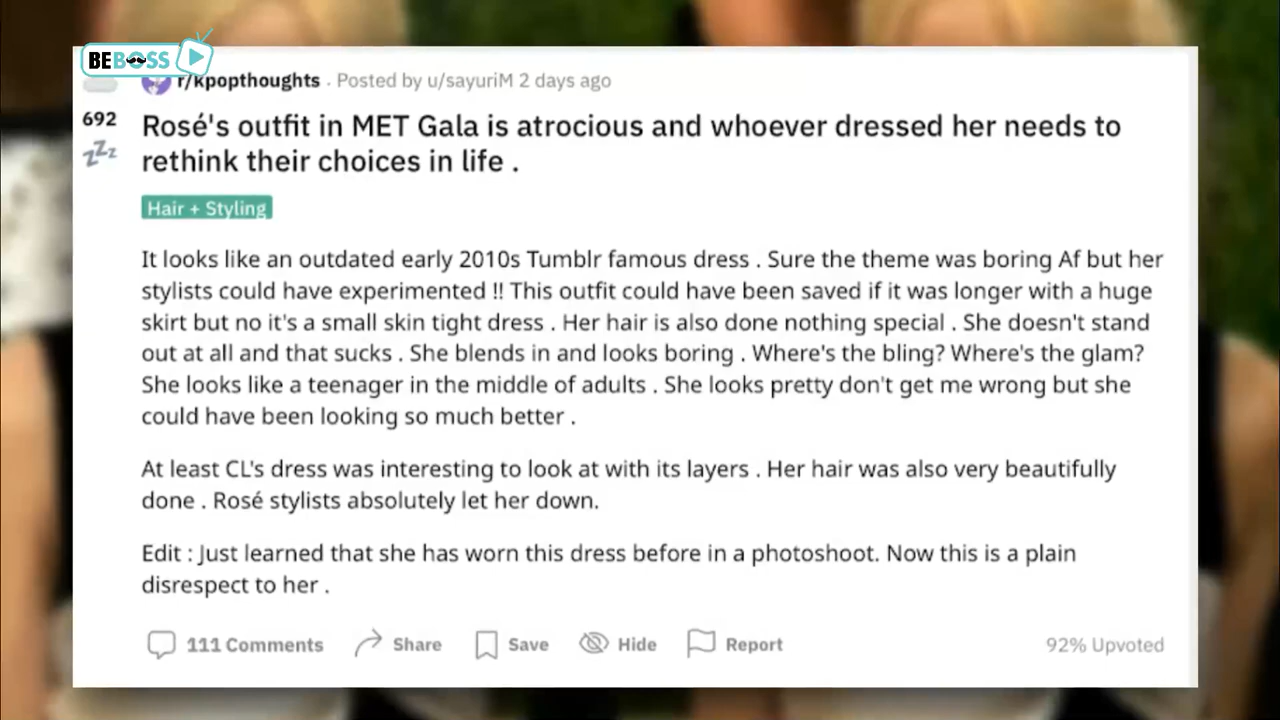 BEBOSS
r/kpopthoughts . Posted by u/sayuriM 2 days ago
692
Rosé's outfit in MET Gala is atrocious and whoever dressed her needs to
rethink their choices in life .
Hair + Styling
It looks like an outdated early 2010s Tumblr famous dress . Sure the theme was boring Af but her
stylists could have experimented !! This outfit could have been saved if it was longer with a huge
skirt but no it's a small skin tight dress . Her hair is also done nothing special . She doesn't stand
out at all and that sucks . She blends in and looks boring . Where's the bling? Where's the glam?
She looks like a teenager in the middle of adults . She looks pretty don't get me wrong but she
could have been looking so much better .
At least CL's dress was interesting to look at with its layers . Her hair was also very beautifully
done . Rosé stylists absolutely let her down.
Edit : Just learned that she has worn this dress before in a photoshoot. Now this is a plain
disrespect to her .
111 Comments Share Save Hide Report 92% Upvoted